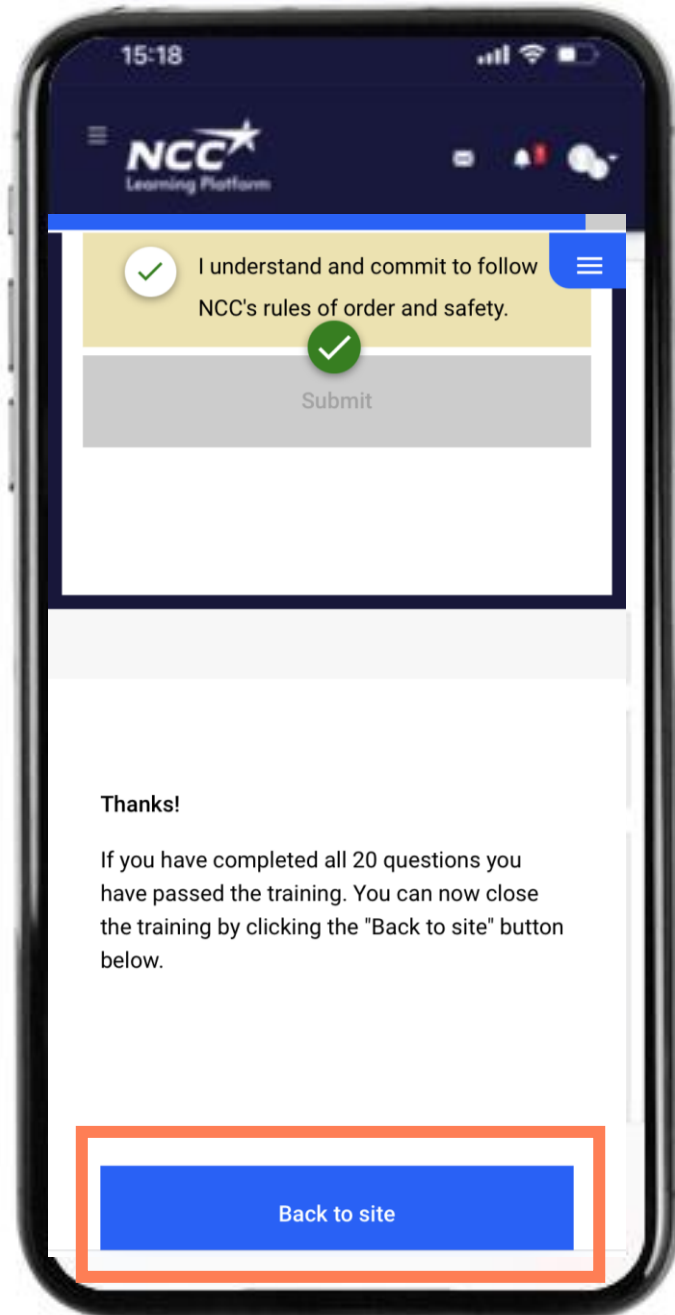 15:18
NCC
Learning Platform
I understand and commit to follow
NCC's rules of order and safety.
Submit
Thanks!
If you have completed all 20 questions you
have passed the training. You can now close
the training by clicking the "Back to site" button
below.
Back to site